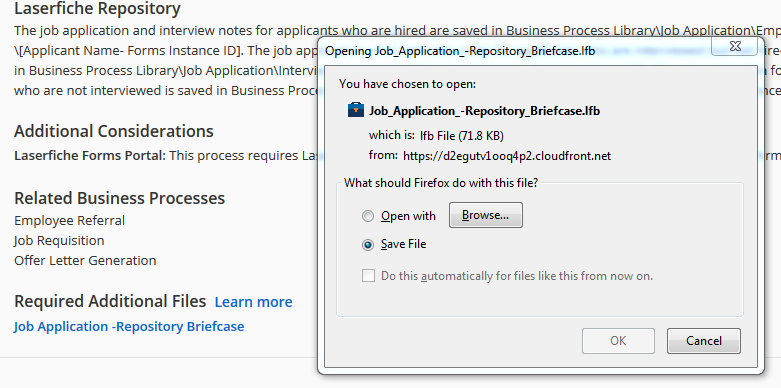 Laserfiche Repository
The job application and interview notes for applicants who are hired are saved in Business Process Library\Job Application\Emp
\[Applicant Name- Forms Instance ID]. The job app
in Business Process Library\Job Application\Intervi
who are not interviewed is saved in Business Proce
Additional Considerations
Laserfiche Forms Portal: This process requires Las
Related Business Processes
Employee Referral
Job Requisition
Offer Letter Generation
Required Additional Files Learn more
Job Application -Repository Briefcase
Opening Job_Application_-Repository_Briefcase.lfb
You have chosen to open:
Job_Application_-Repository_Briefcase.lfb
which is: lfb File (71.8 KB)
from: https://d2egutv1ooq4p2.cloudfront.net
What should Firefox do with this file?
Open with Browse...
Save File
Do this automatically for files like this from now on.
OK Cancel